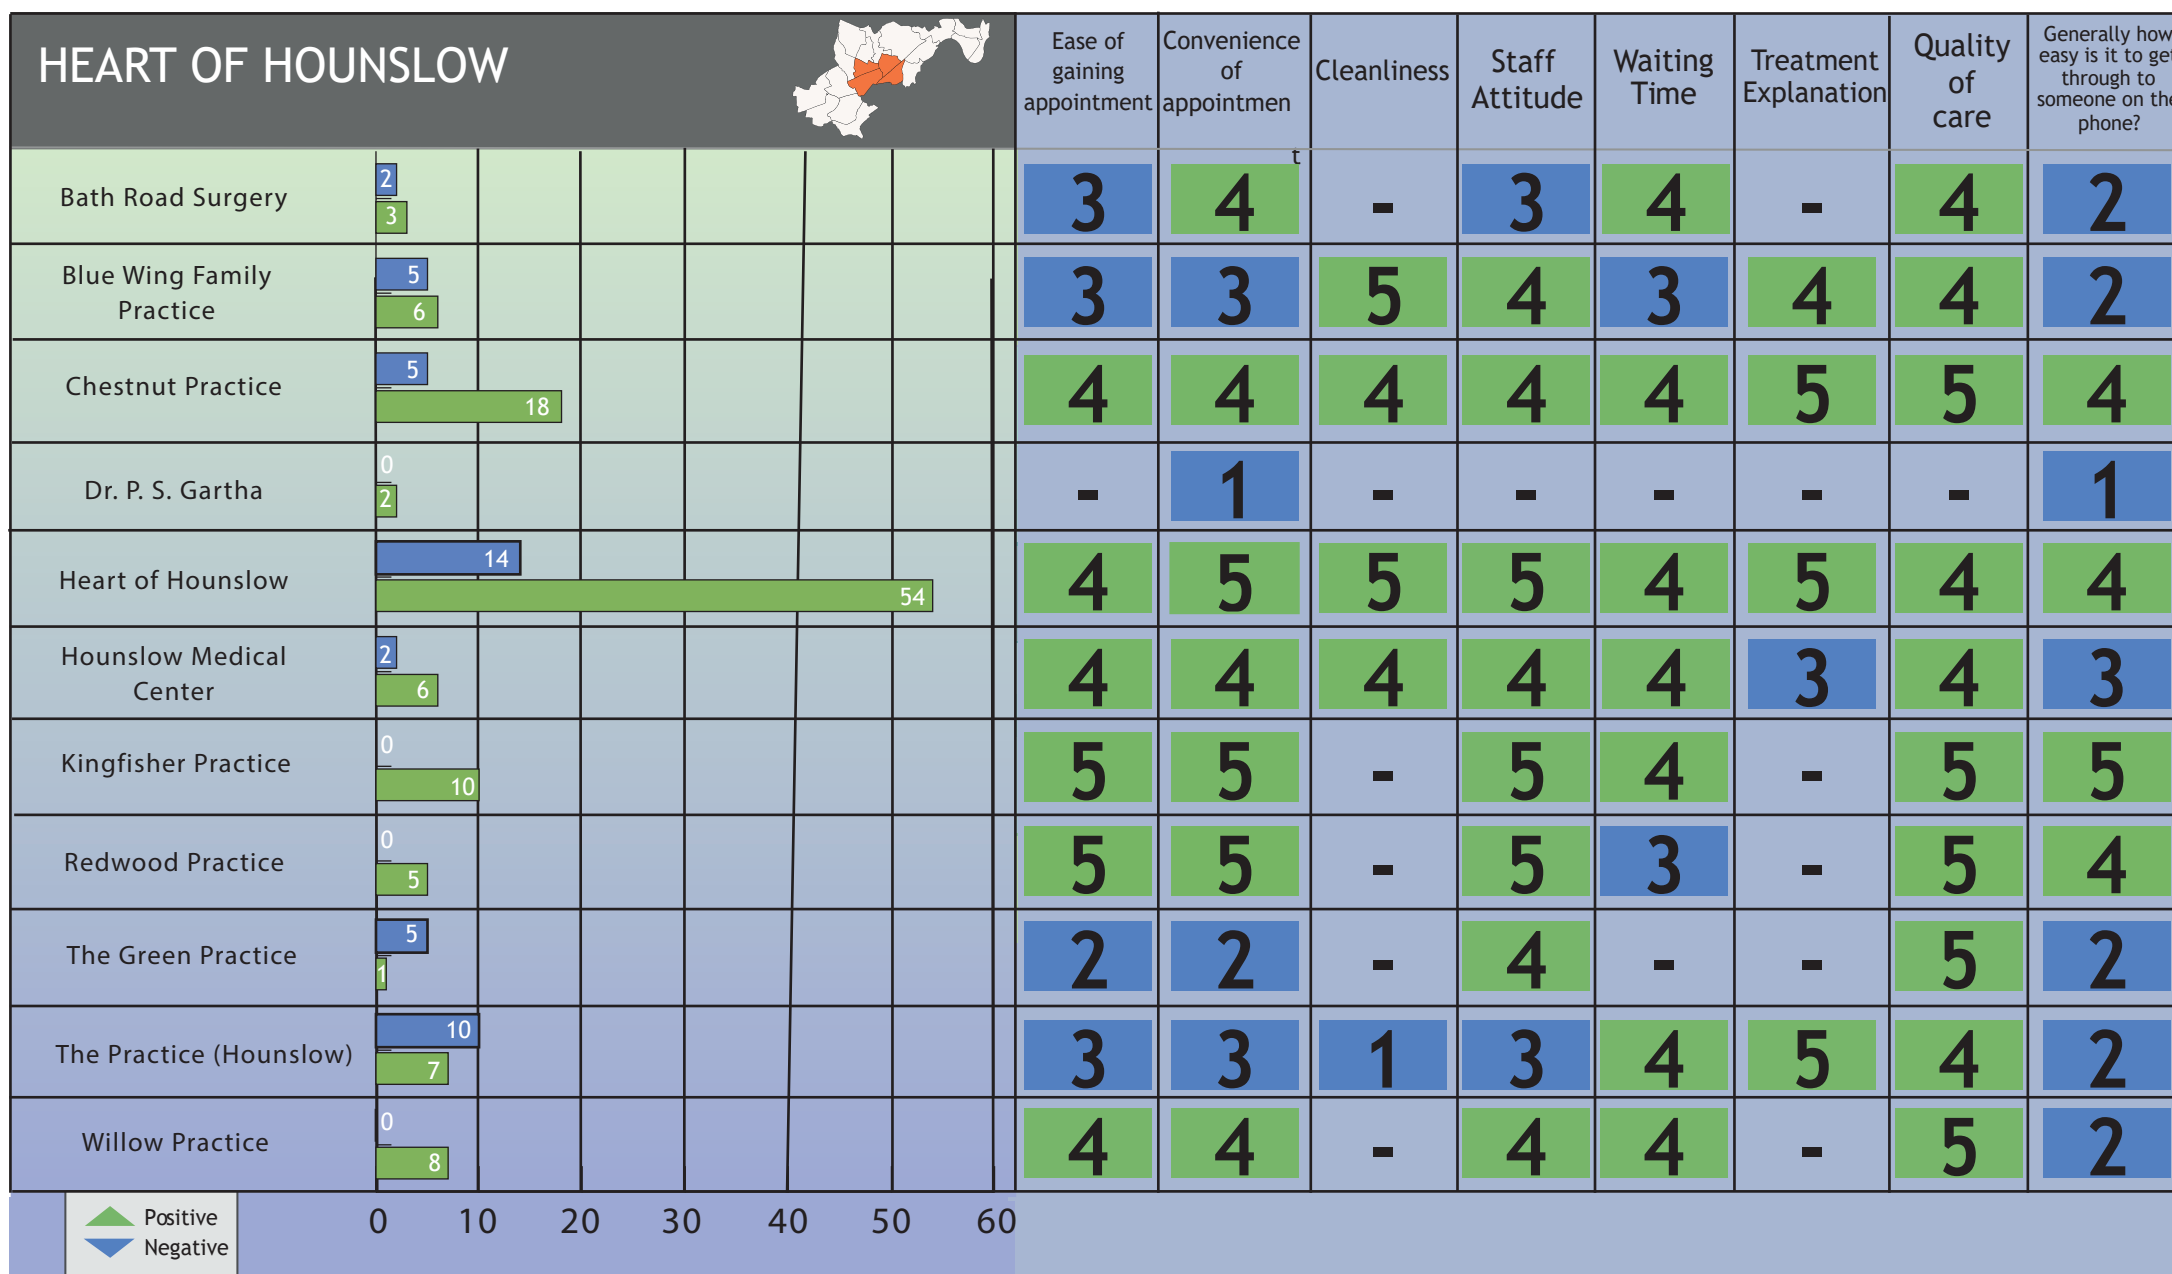 HEART OF HOUNSLOW
Ease of
gaining
appointment
Convenience
of
appointmen
t
Cleanliness
Staff
Attitude
Waiting
Time
Treatment
Explanation
Quality
of
care
Generally how
easy is it to get
through to
someone on the
phone?
Bath Road Surgery
2
3
3 4 - 3 4 - 4 2
Blue Wing Family
Practice
5
6
3 3 5 4 3 4 4 2
Chestnut Practice
5
18
4 4 4 4 4 5 5 4
Dr. P. S. Gartha
0
2
- 1 - - - - - 1
Heart of Hounslow
14
54
4 5 5 5 4 5 4 4
Hounslow Medical
Center
2
6
4 4 4 4 4 3 4 3
Kingfisher Practice
0
10
5 5 - 5 4 - 5 5
Redwood Practice
0
5
5 5 - 5 3 - 5 4
The Green Practice
5
1
2 2 - 4 - - 5 2
The Practice (Hounslow)
10
7
3 3 1 3 4 5 4 2
Willow Practice
0
8
4 4 - 4 4 - 5 2
0 10 20 30 40 50 60
Positive
Negative